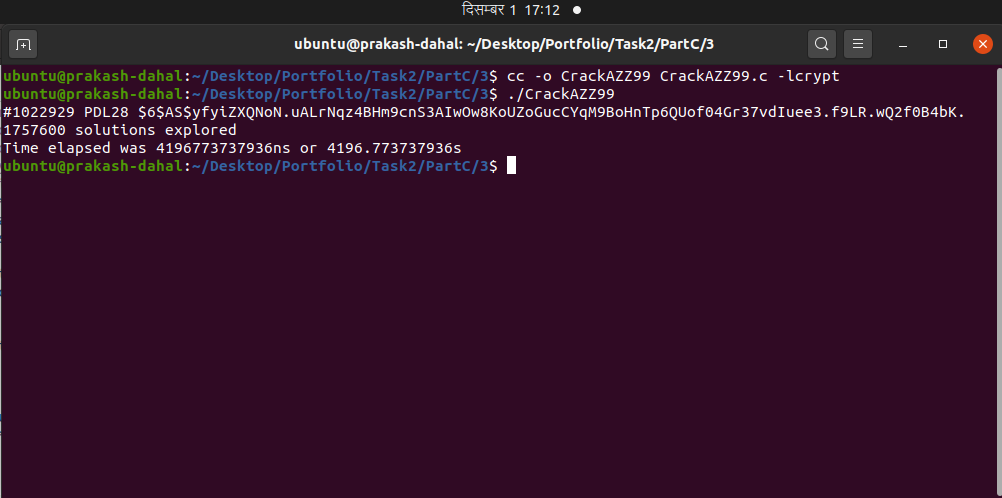 दिसम्बर 1 17:12
ubuntu@prakash-dahal: ~/Desktop/Portfolio/Task2/PartC/3
ubuntu@prakash-dahal:~/Desktop/Portfolio/Task2/PartC/3$ cc -o CrackAZZ99 CrackAZZ99.c -lcrypt
ubuntu@prakash-dahal:~/Desktop/Portfolio/Task2/PartC/3$ ./CrackAZZ99
#1022929 PDL28 $6$AS$yfyiZXQNoN.uALrNqz4BHm9cnS3AIwOw8KoUZoGucCYqM9BoHnTp6QUof04Gr37vdIuee3.f9LR.wQ2f0B4bK.
1757600 solutions explored
Time elapsed was 4196773737936ns or 4196.773737936s
ubuntu@prakash-dahal:~/Desktop/Portfolio/Task2/PartC/3$